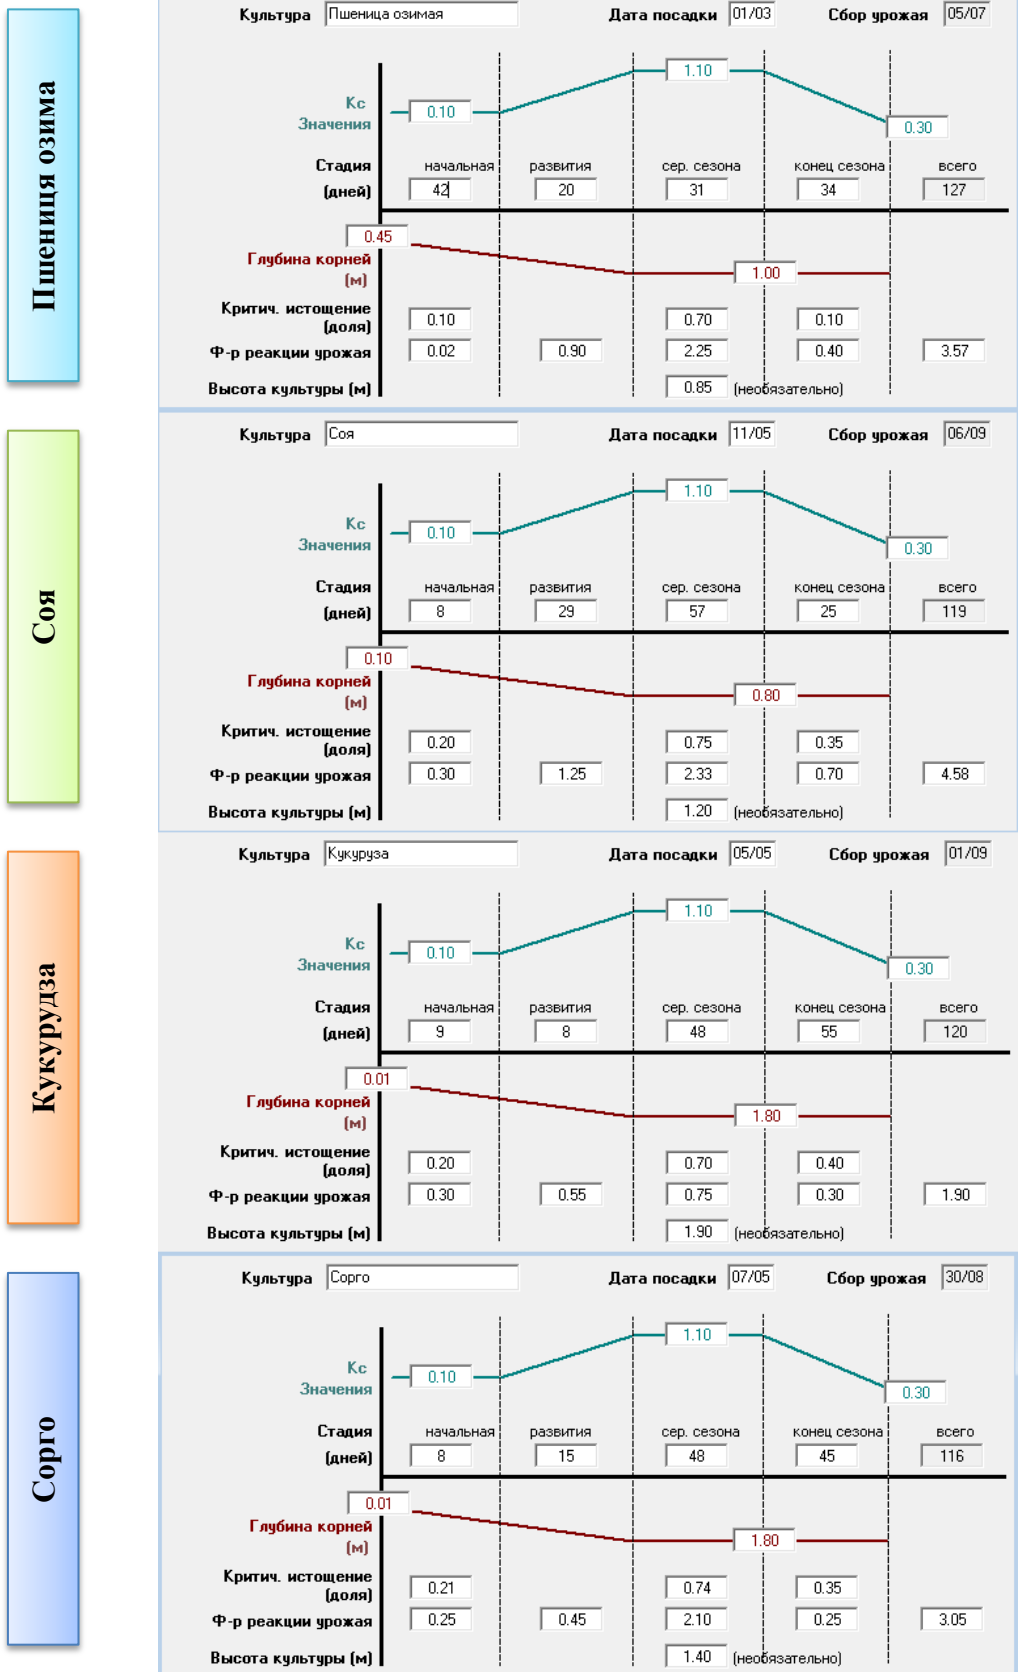 Пшениця озима
Культура Пшеница озимая Дата посадки 01/03 Сбор урожая 05/07
1.10
Кс 0.10
Значения 0.30
Стадия начальная развития сер. сезона конец сезона всего
(дней) 42 20 31 34 127
0.45
Глубина корней 1.00
(м)
Критич. истощение 0.10 0.70 0.10
(доля)
Ф-р реакции урожая 0.02 0.90 2.25 0.40 3.57
Высота культуры (м) 0.85 (необязательно)
Соя
Культура Соя Дата посадки 11/05 Сбор урожая 06/09
1.10
Кс 0.10
Значения 0.30
Стадия начальная развития сер. сезона конец сезона всего
(дней) 8 29 57 25 119
0.10
Глубина корней 0.80
(м)
Критич. истощение 0.20 0.75 0.35
(доля)
Ф-р реакции урожая 0.30 1.25 2.33 0.70 4.58
Высота культуры (м) 1.20 (необязательно)
Кукурудза
Культура Кукуруза Дата посадки 05/05 Сбор урожая 01/09
1.10
Кс 0.10
Значения 0.30
Стадия начальная развития сер. сезона конец сезона всего
(дней) 9 8 48 55 120
0.01
Глубина корней 1.80
(м)
Критич. истощение 0.20 0.70 0.40
(доля)
Ф-р реакции урожая 0.30 0.55 0.75 0.30 1.90
Высота культуры (м) 1.90 (необязательно)
Сорго
Культура Сорго Дата посадки 07/05 Сбор урожая 30/08
1.10
Кс 0.10
Значения 0.30
Стадия начальная развития сер. сезона конец сезона всего
(дней) 8 15 48 45 116
0.01
Глубина корней 1.80
(м)
Критич. истощение 0.21 0.74 0.35
(доля)
Ф-р реакции урожая 0.25 0.45 2.10 0.25 3.05
Высота культуры (м) 1.40 (необязательно)